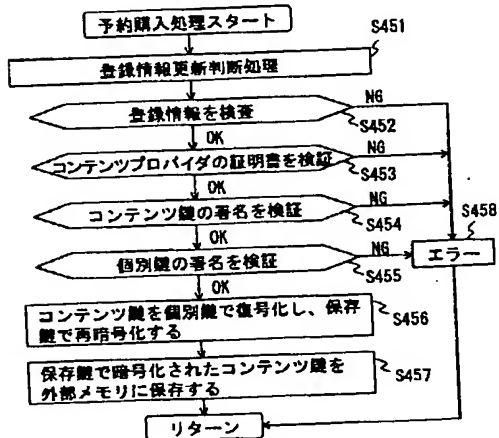 予約購入処理スタート
S451
登録情報更新判断処理
登録情報を検査
NG
S452
OK
コンテンツプロバイダの証明書を検証
NG
S453
OK
コンテンツ鍵の署名を検証
NG
S454
OK
S458
個別鍵の署名を検証
NG
エラー
S455
OK
コンテンツ鍵を個別鍵で復号化し、保存
鍵で再暗号化する
S456
保存鍵で暗号化されたコンテンツ鍵を
外部メモリに保存する
S457
リターン